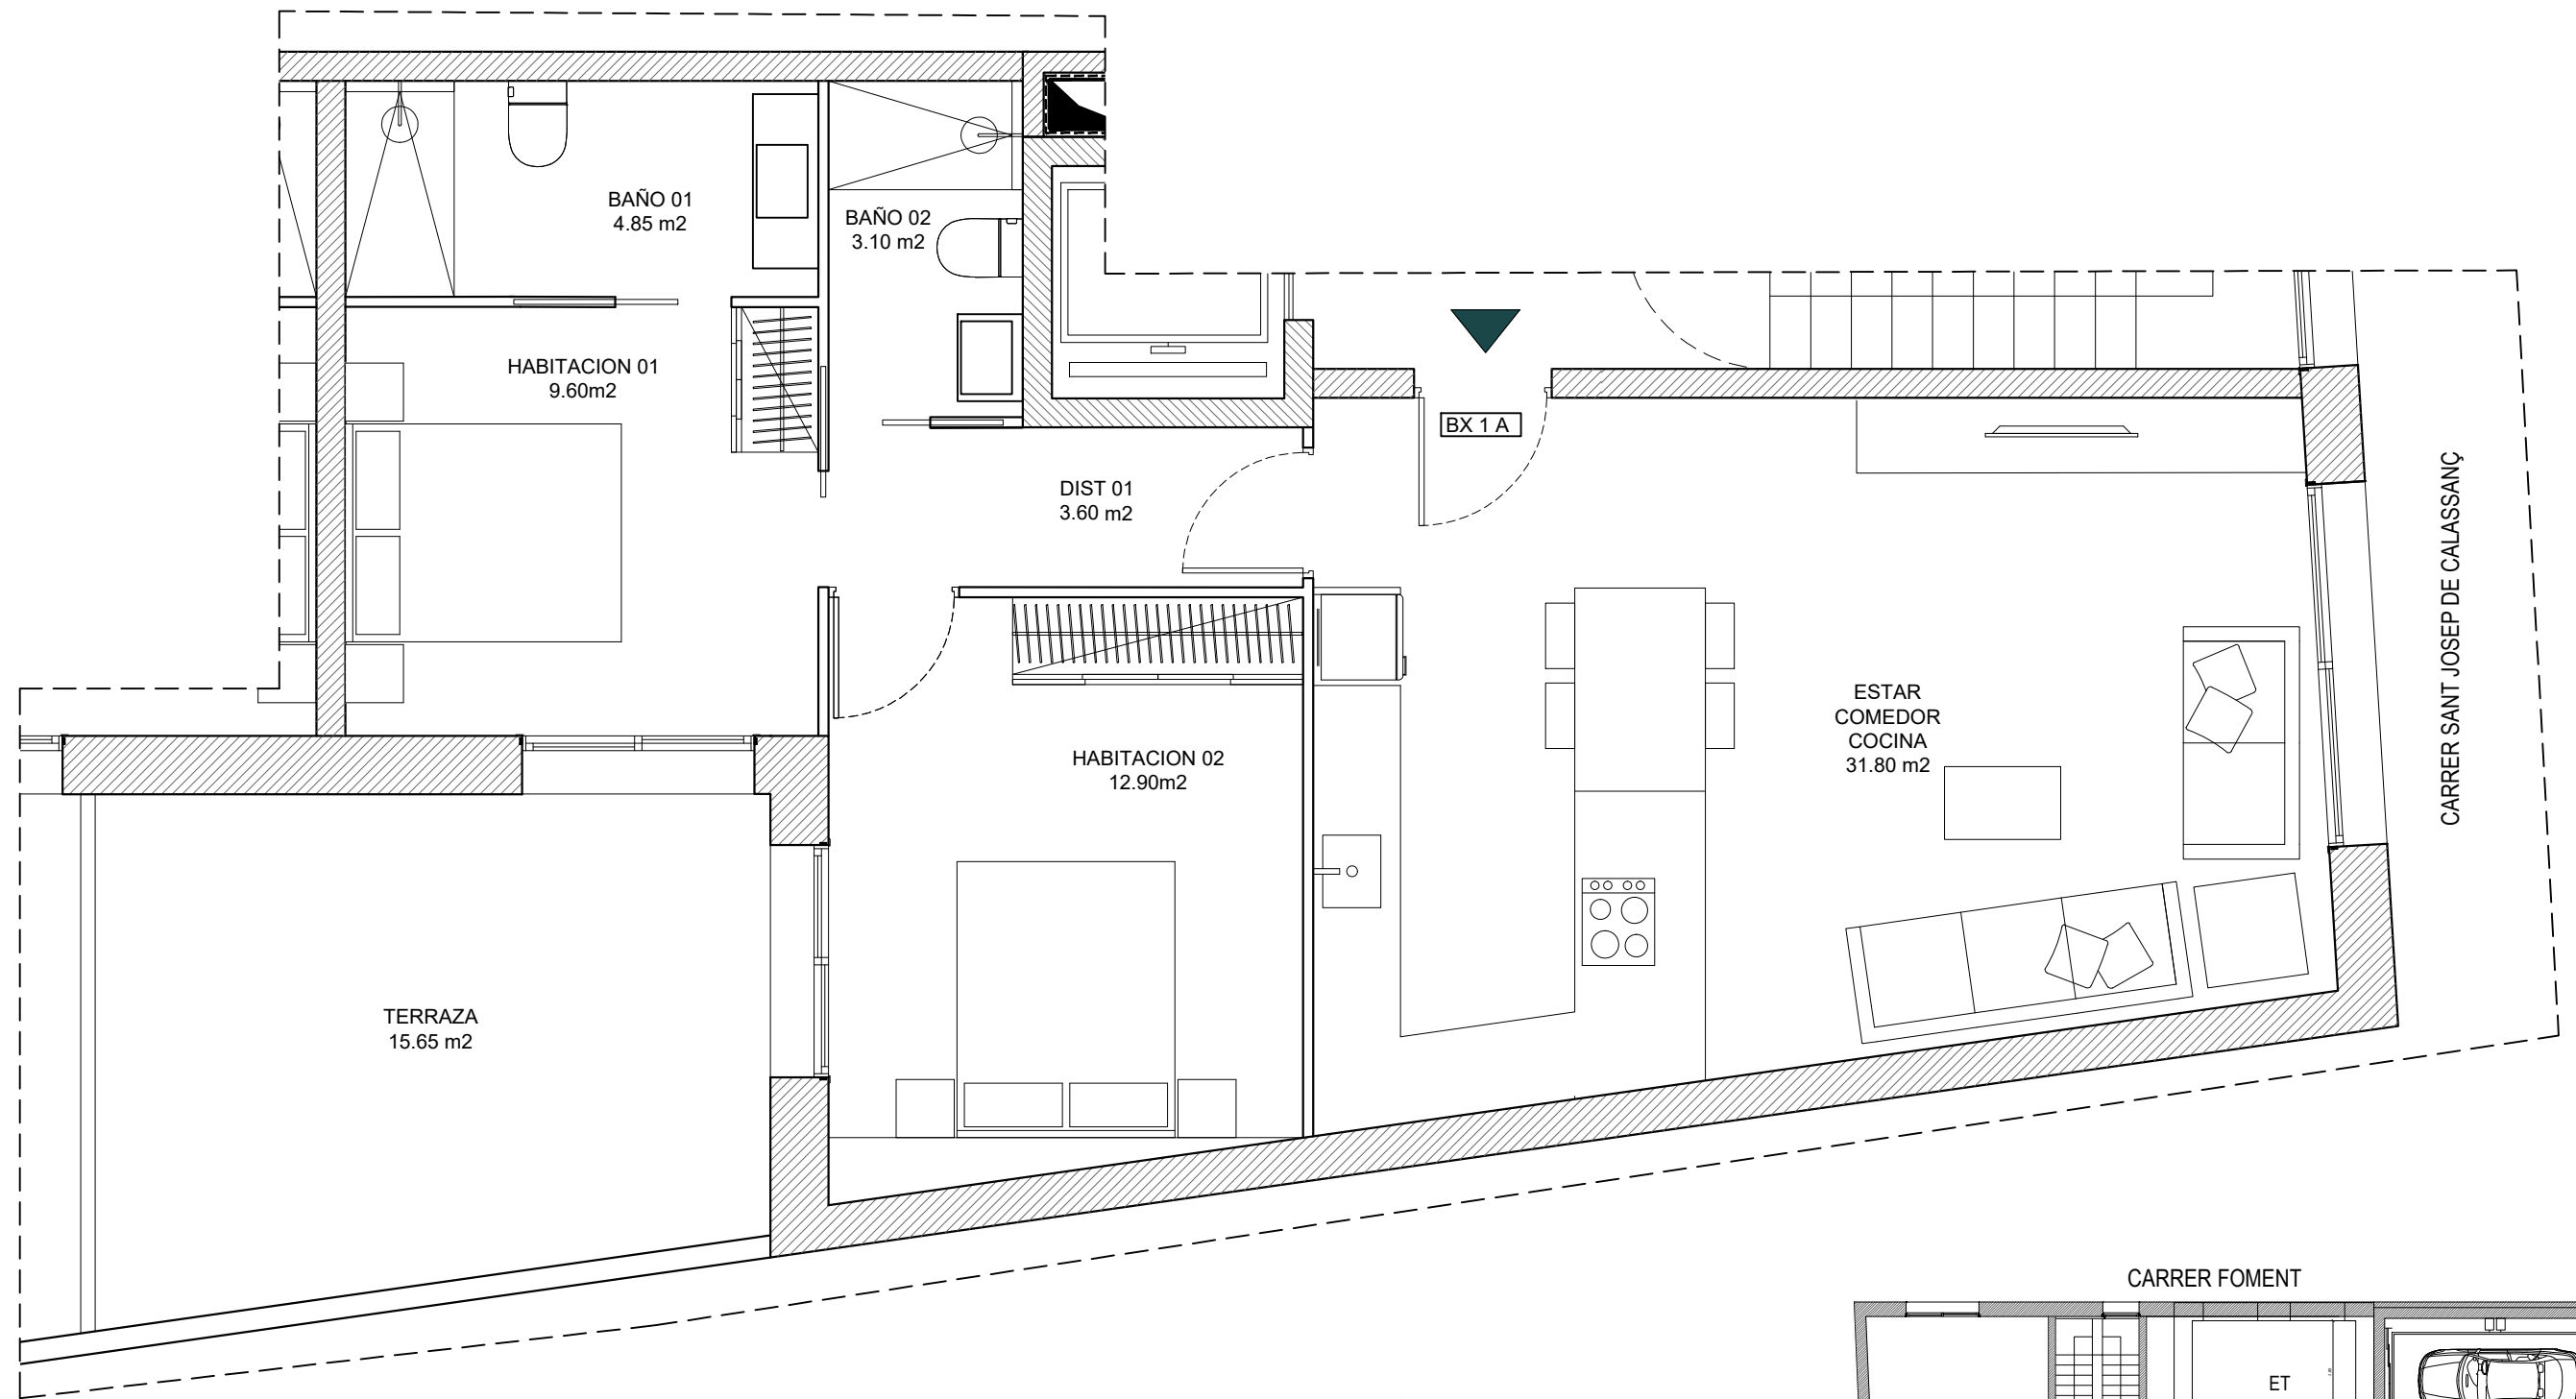 BAÑO 01
4.85 m2
BAÑO 02
3.10 m2
HABITACION 01
9.60m2
BX 1 A
DIST 01
3.60 m2
CARRER SANT JOSEP DE CALASSANÇ
ESTAR
COMEDOR
COCINA
31.80 m2
HABITACION 02
12.90m2
TERRAZA
15.65 m2
CARRER FOMENT
ET